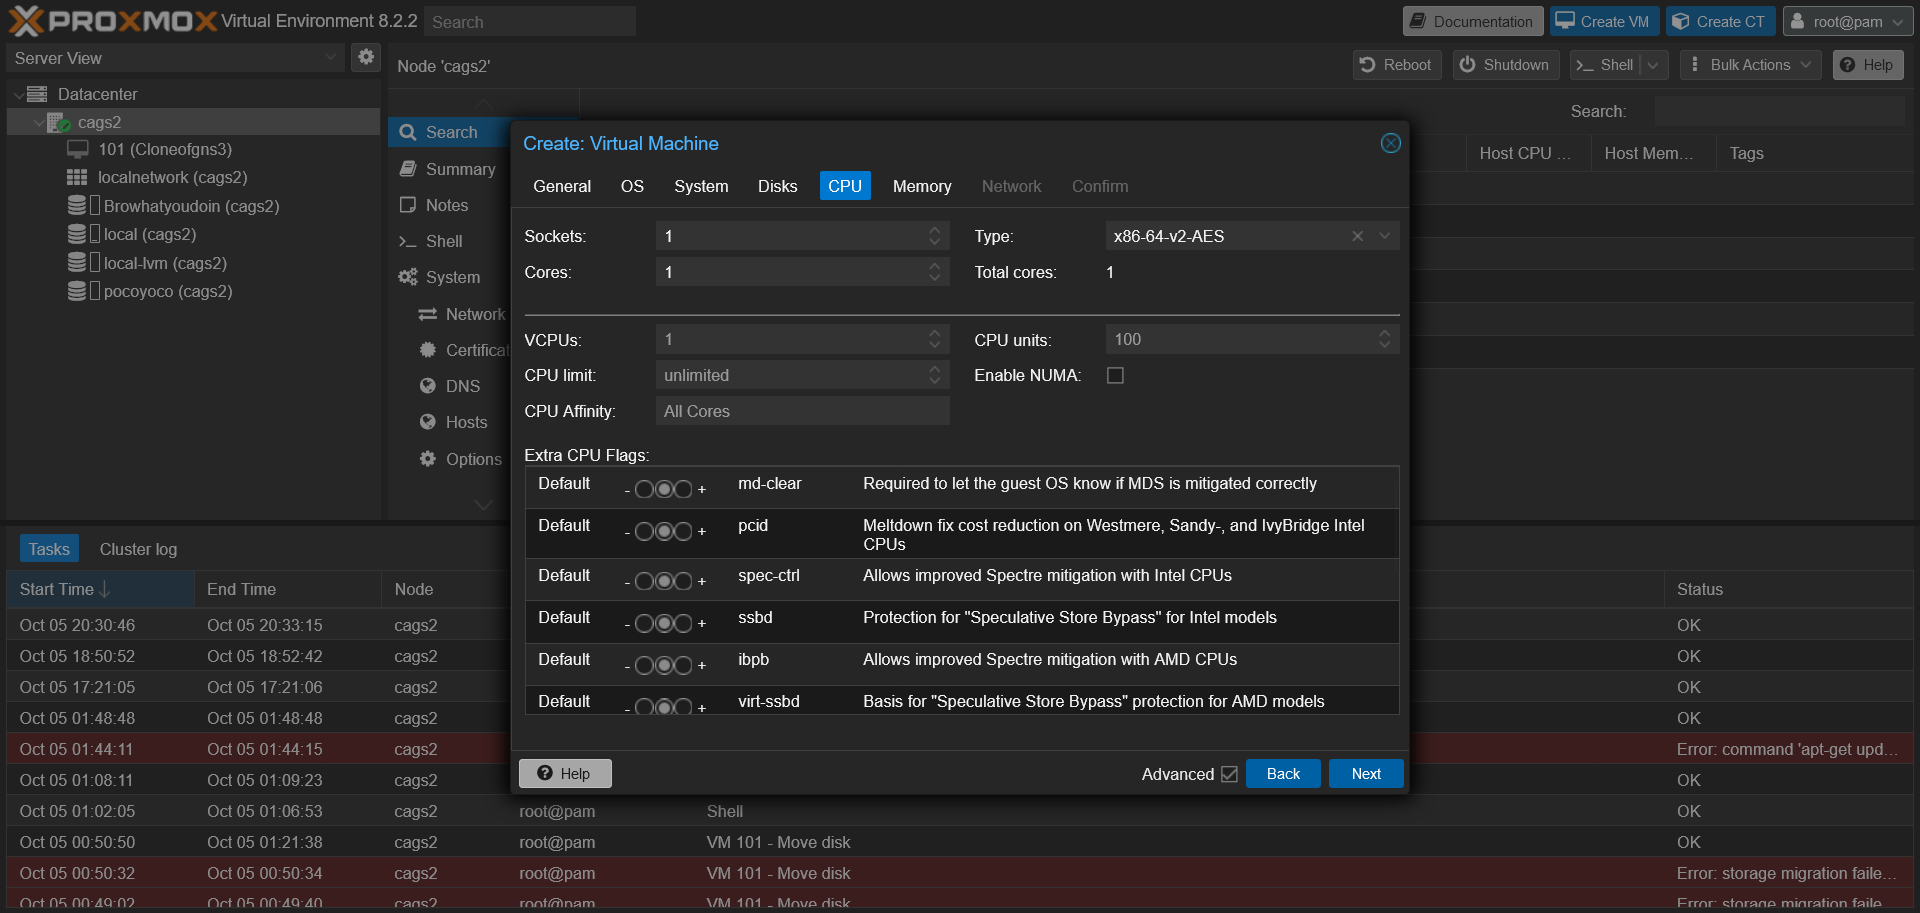 PROXMOX Virtual Environment 8.2.2 Search Documentation Create VM Create CT root@pam
Server View
Node 'cags2' Reboot Shutdown Shell Bulk Actions Help
Datacenter
cags2
101 (Cloneofgns3)
localnetwork (cags2)
Browhatyoudoin (cags2)
local (cags2)
local-lvm (cags2)
pocoyoco (cags2)
Search
Summary
Notes
Shell
System
Network
Certificat
DNS
Hosts
Options
Search:
Host CPU ... Host Mem... Tags
Create: Virtual Machine
General OS System Disks CPU Memory Network Confirm
Sockets: 1 Type: x86-64-v2-AES
Cores: 1 Total cores: 1
VCPUs: 1 CPU units: 100
CPU limit: unlimited Enable NUMA:
CPU Affinity: All Cores
Extra CPU Flags:
Default - + md-clear Required to let the guest OS know if MDS is mitigated correctly
Default - + pcid Meltdown fix cost reduction on Westmere, Sandy-, and IvyBridge Intel
CPUs
Default - + spec-ctrl Allows improved Spectre mitigation with Intel CPUs
Default - + ssbd Protection for "Speculative Store Bypass" for Intel models
Default - + ibpb Allows improved Spectre mitigation with AMD CPUs
Default - + virt-ssbd Basis for "Speculative Store Bypass" protection for AMD models
Help Advanced Back Next
Tasks Cluster log
Start Time End Time Node Status
Oct 05 20:30:46 Oct 05 20:33:15 cags2 OK
Oct 05 18:50:52 Oct 05 18:52:42 cags2 OK
Oct 05 17:21:05 Oct 05 17:21:06 cags2 OK
Oct 05 01:48:48 Oct 05 01:48:48 cags2 OK
Oct 05 01:44:11 Oct 05 01:44:15 cags2 Error: command 'apt-get upd...
Oct 05 01:08:11 Oct 05 01:09:23 cags2 OK
Oct 05 01:02:05 Oct 05 01:06:53 cags2 root@pam Shell OK
Oct 05 00:50:50 Oct 05 01:21:38 cags2 root@pam VM 101 - Move disk OK
Oct 05 00:50:32 Oct 05 00:50:34 cags2 root@pam VM 101 - Move disk Error: storage migration faile...
Oct 05 00:49:02 Oct 05 00:49:40 cags2 root@pam VM 101 - Move disk Error: storage migration faile...